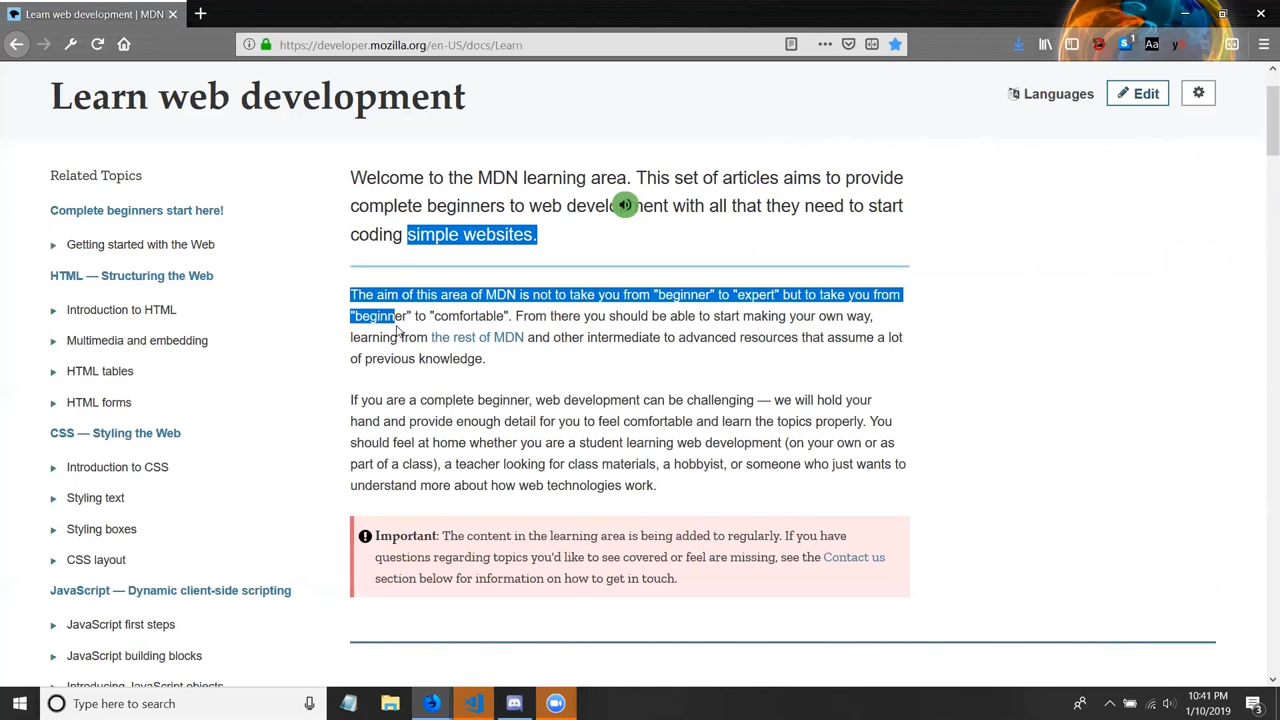 Learn web development | MDN
https://developer.mozilla.org/en-US/docs/Learn
1
Aa
Learn web development
Languages
Edit
Related Topics
Complete beginners start here!
Getting started with the Web
HTML — Structuring the Web
Introduction to HTML
Multimedia and embedding
HTML tables
HTML forms
CSS — Styling the Web
Introduction to CSS
Styling text
Styling boxes
CSS layout
JavaScript — Dynamic client-side scripting
JavaScript first steps
JavaScript building blocks
Introducing JavaScript objects
Welcome to the MDN learning area. This set of articles aims to provide
complete beginners to web development with all that they need to start
coding simple websites.
The aim of this area of MDN is not to take you from "beginner" to "expert" but to take you from
"beginner" to "comfortable". From there you should be able to start making your own way,
learning from the rest of MDN and other intermediate to advanced resources that assume a lot
of previous knowledge.
If you are a complete beginner, web development can be challenging — we will hold your
hand and provide enough detail for you to feel comfortable and learn the topics properly. You
should feel at home whether you are a student learning web development (on your own or as
part of a class), a teacher looking for class materials, a hobbyist, or someone who just wants to
understand more about how web technologies work.
Important: The content in the learning area is being added to regularly. If you have
questions regarding topics you'd like to see covered or feel are missing, see the Contact us
section below for information on how to get in touch.
Type here to search
10:41 PM
1/10/2019
3